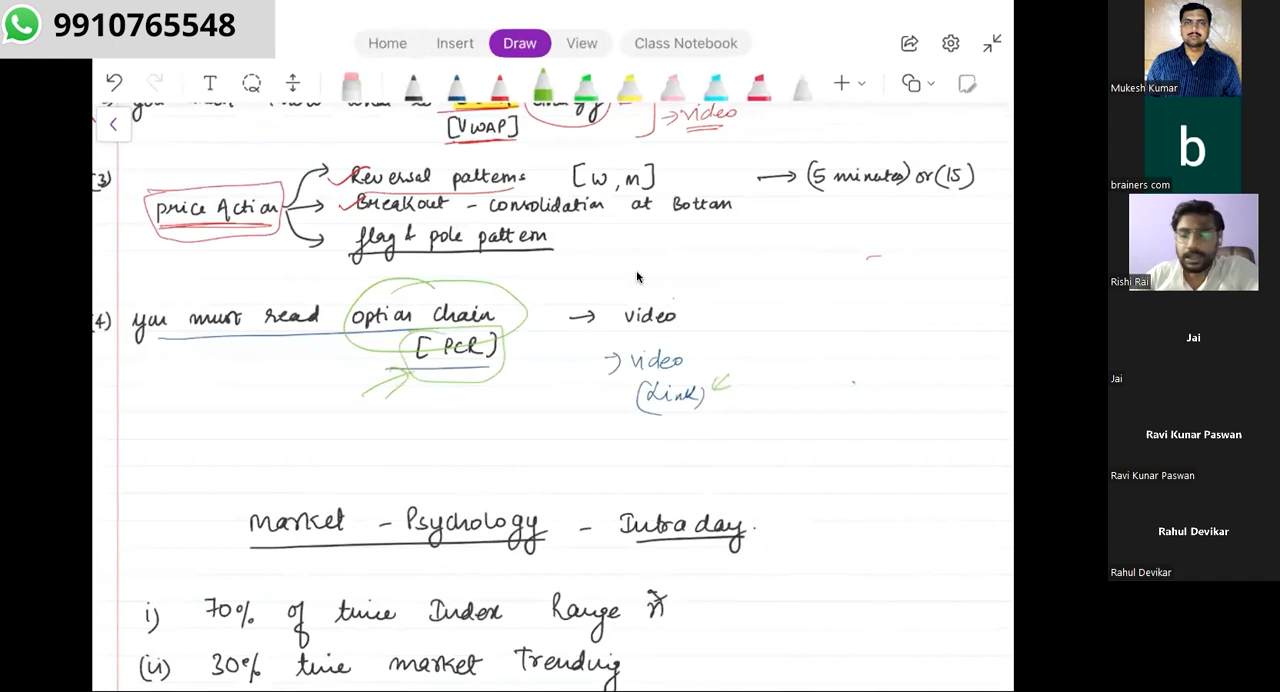 9910765548
Home Insert Draw View Class Notebook
[VWAP] → video
(3) price Action
Reversal patterns [W, M] → (5 minutes) or (15)
Breakout - consolidation at Bottom
flag & pole pattern
(4) you must read option chain → video
[PCR] → video
(Link)
market - Psychology - Intraday.
i) 70% of time Index Range में
(ii) 30% time market Trending
Mukesh Kumar
b
brainers com
Rishi Rai
Jai
Jai
Ravi Kunar Paswan
Ravi Kunar Paswan
Rahul Devikar
Rahul Devikar